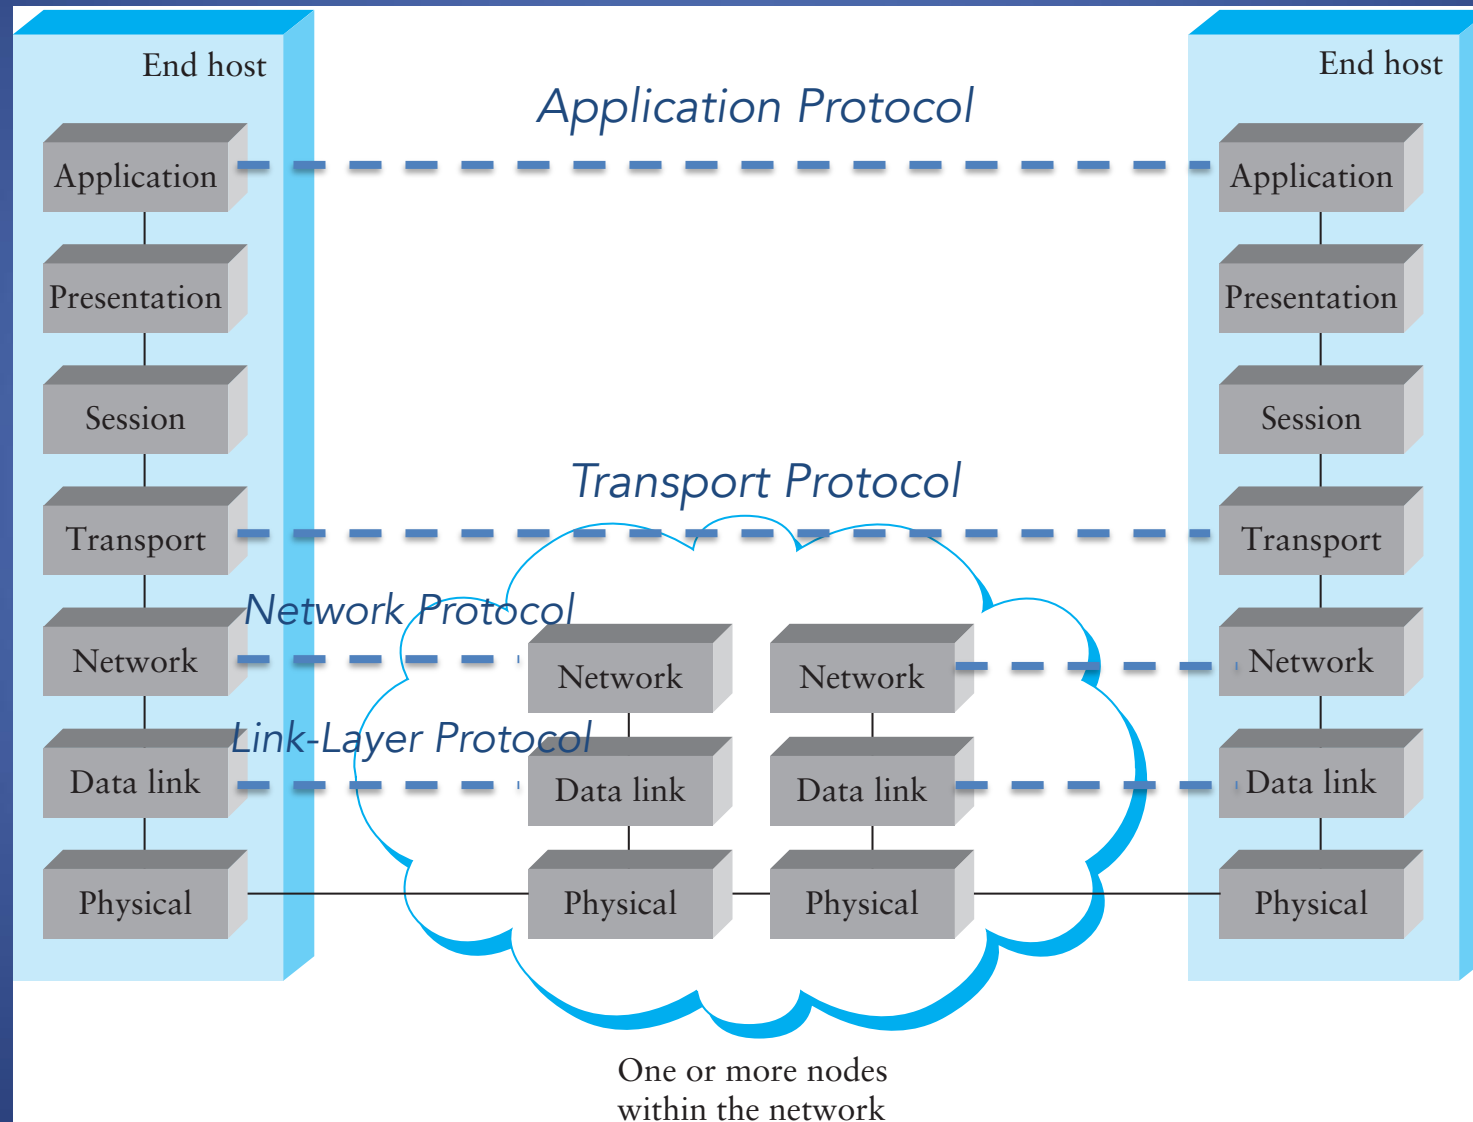 End host
End host
Application Protocol
Application
Application
Presentation
Presentation
Session
Session
Transport Protocol
Transport
Transport
Network Protocol
Network
Network
Network
Network
Link-Layer Protocol
Data link
Data link
Data link
Data link
Physical
Physical
Physical
Physical
One or more nodes
within the network